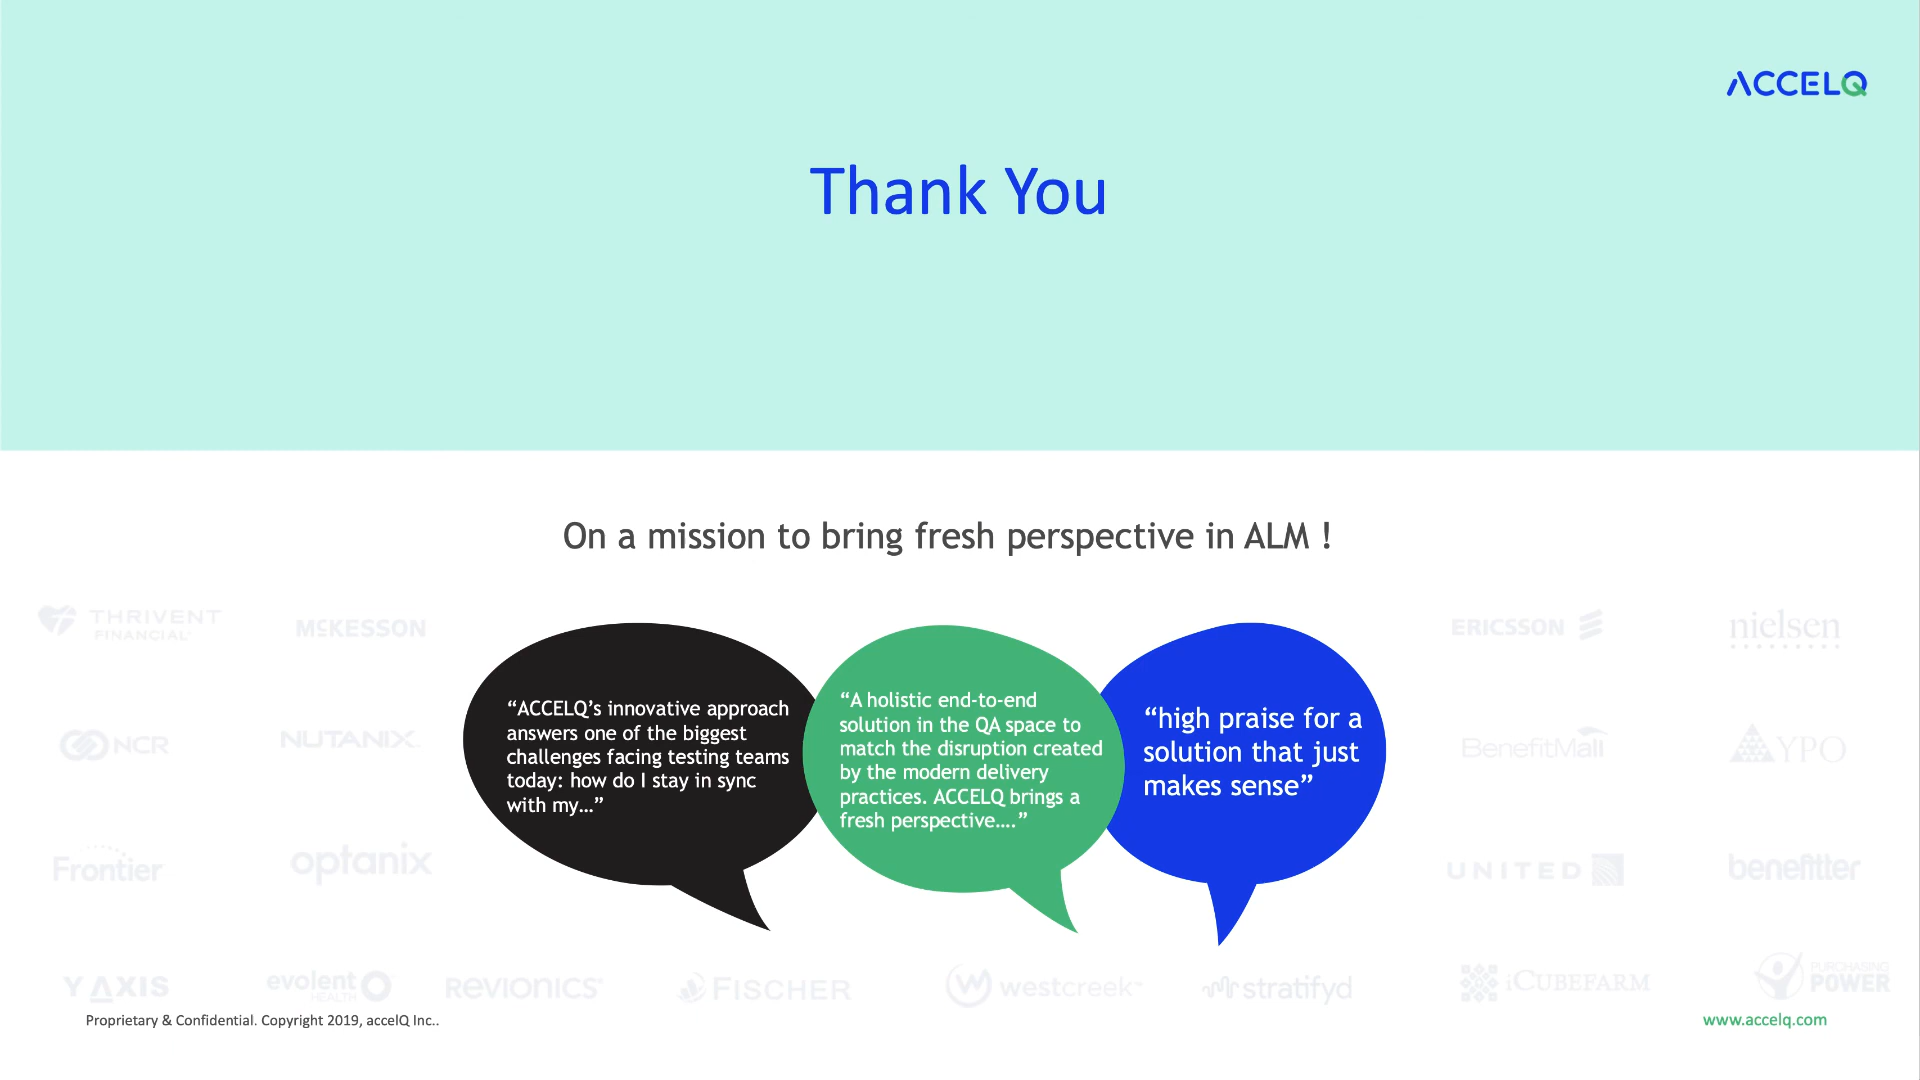 ACCELQ
Thank You
On a mission to bring fresh perspective in ALM !
THRIVENT
FINANCIAL
MCKESSON
ERICSSON
nielsen
“ACCELQ’s innovative approach
answers one of the biggest
challenges facing testing teams
today: how do I stay in sync
with my…”
“A holistic end-to-end
solution in the QA space to
match the disruption created
by the modern delivery
practices. ACCELQ brings a
fresh perspective….”
“high praise for a
solution that just
makes sense”
NCR
NUTANIX
BenefitMall
YPO
Frontier
optanix
UNITED
benefitter
Y AXIS
evolent
HEALTH
REVIONICS
FISCHER
westcreek
stratifyd
iCUBEFARM
PURCHASING
POWER
Proprietary & Confidential. Copyright 2019, accelQ Inc..
www.accelq.com